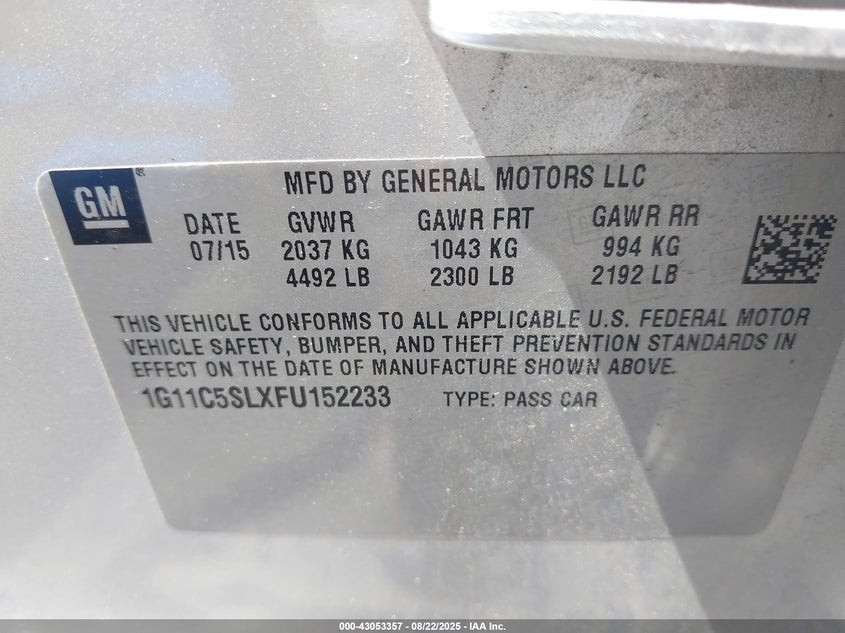 GM®
MFD BY GENERAL MOTORS LLC
DATE GVWR GAWR FRT GAWR RR
07/15 2037 KG 1043 KG 994 KG
4492 LB 2300 LB 2192 LB
THIS VEHICLE CONFORMS TO ALL APPLICABLE U.S. FEDERAL MOTOR
VEHICLE SAFETY, BUMPER, AND THEFT PREVENTION STANDARDS IN
EFFECT ON THE DATE OF MANUFACTURE SHOWN ABOVE.
1G11C5SLXFU152233 TYPE: PASS CAR
000-43053357 - 08/22/2025 - IAA Inc.